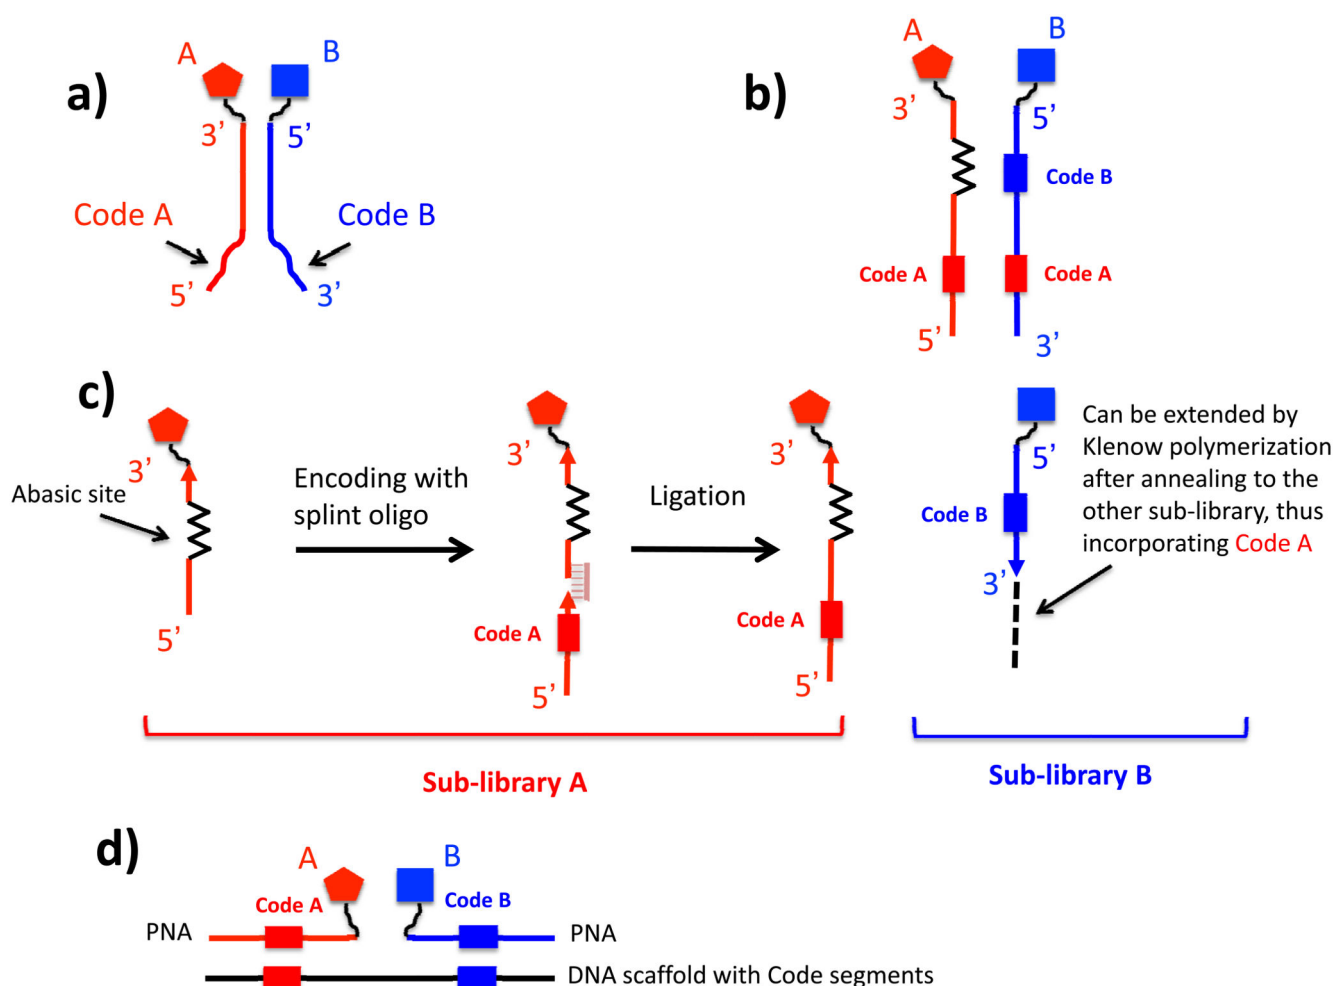 a)
A
B
3’
5’
Code A
Code B
5’
3’
b)
A
B
3’
5’
Code B
Code A
Code A
5’
3’
c)
3’
Abasic site
5’
Encoding with
splint oligo
3’
Code A
5’
Ligation
3’
Code A
5’
5’
Code B
3’
Can be extended by
Klenow polymerization
after annealing to the
other sub-library, thus
incorporating Code A
Sub-library A
Sub-library B
d)
A
B
Code A
Code B
PNA
PNA
DNA scaffold with Code segments